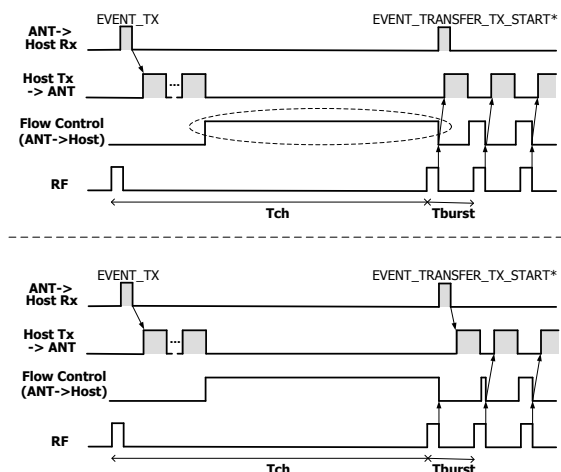 EVENT_TX
EVENT_TRANSFER_TX_START*
ANT->
Host Rx
Host Tx
-> ANT
...
Flow Control
(ANT->Host)
RF
Tch
Tburst
EVENT_TX
EVENT_TRANSFER_TX_START*
ANT->
Host Rx
Host Tx
-> ANT
...
Flow Control
(ANT->Host)
RF
Tch
Tburst